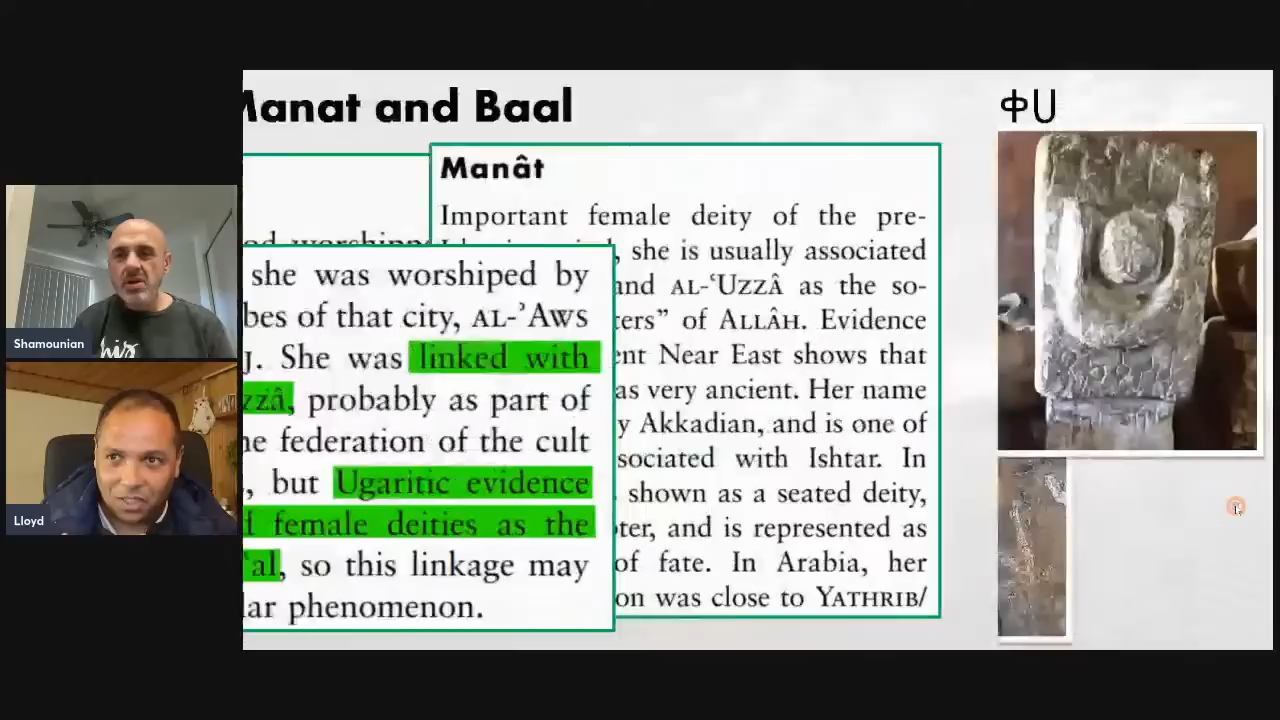 Manat and Baal
she was worshiped by
bes of that city, AL-ʾAWS
J. She was linked with
zzâ, probably as part of
he federation of the cult
, but Ugaritic evidence
female deities as the
ʿal, so this linkage may
lar phenomenon.
Manât
Important female deity of the pre-
, she is usually associated
and AL-ʿUZZÂ as the so-
ters” of ALLÂH. Evidence
ent Near East shows that
as very ancient. Her name
y Akkadian, and is one of
sociated with Ishtar. In
shown as a seated deity,
oter, and is represented as
of fate. In Arabia, her
on was close to YATHRIB/
Shamounian
his
Lloyd